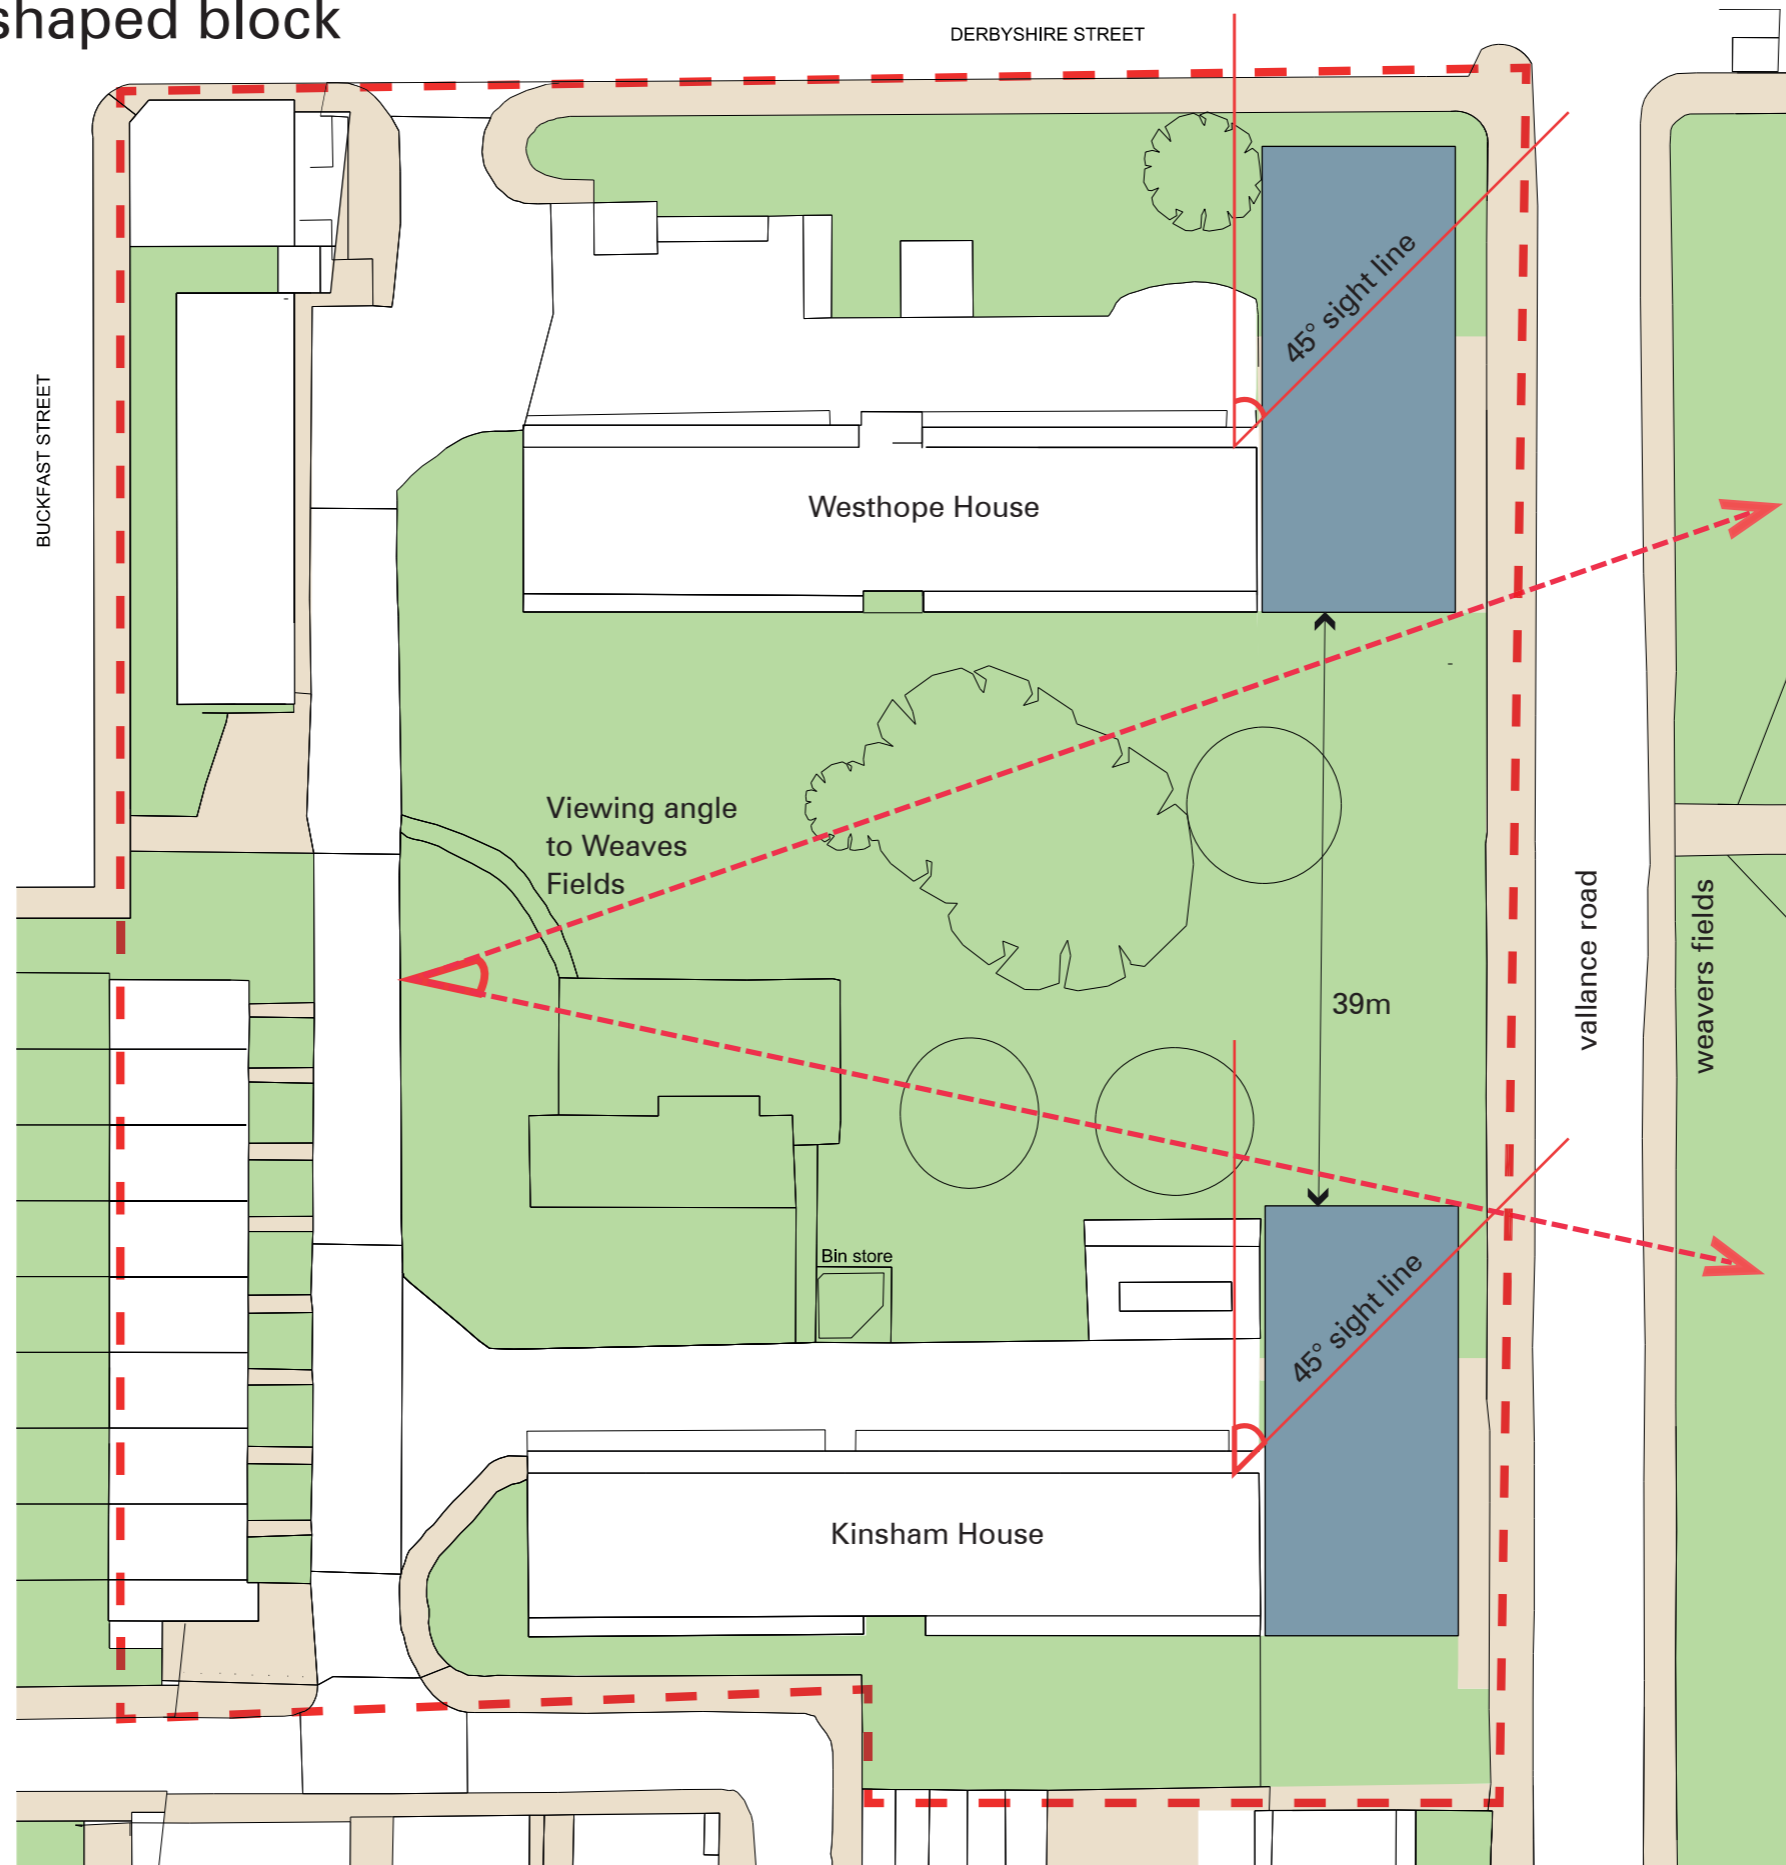 shaped block
DERBYSHIRE STREET
BUCKFAST STREET
45° sight line
Westhope House
Viewing angle
to Weaves
Fields
39m
vallance road
weavers fields
Bin store
45° sight line
Kinsham House